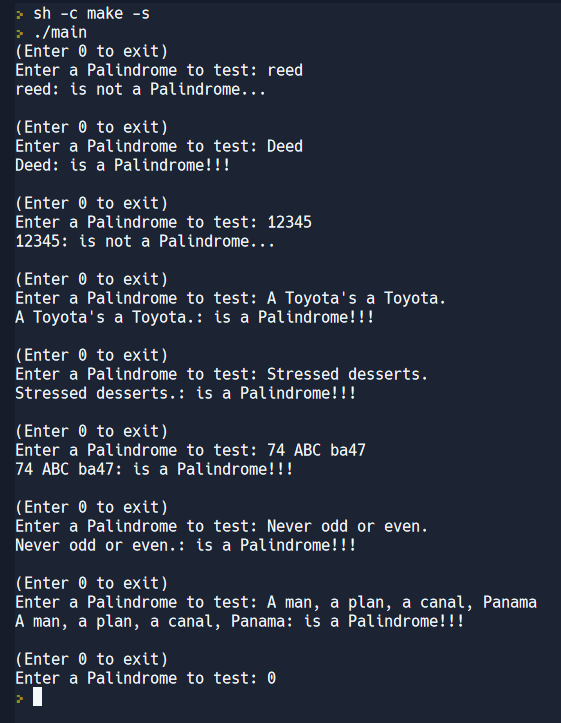 > sh -c make -s
> ./main
(Enter 0 to exit)
Enter a Palindrome to test: reed
reed: is not a Palindrome...

(Enter 0 to exit)
Enter a Palindrome to test: Deed
Deed: is a Palindrome!!!

(Enter 0 to exit)
Enter a Palindrome to test: 12345
12345: is not a Palindrome...

(Enter 0 to exit)
Enter a Palindrome to test: A Toyota's a Toyota.
A Toyota's a Toyota.: is a Palindrome!!!

(Enter 0 to exit)
Enter a Palindrome to test: Stressed desserts.
Stressed desserts.: is a Palindrome!!!

(Enter 0 to exit)
Enter a Palindrome to test: 74 ABC ba47
74 ABC ba47: is a Palindrome!!!

(Enter 0 to exit)
Enter a Palindrome to test: Never odd or even.
Never odd or even.: is a Palindrome!!!

(Enter 0 to exit)
Enter a Palindrome to test: A man, a plan, a canal, Panama
A man, a plan, a canal, Panama: is a Palindrome!!!

(Enter 0 to exit)
Enter a Palindrome to test: 0
>